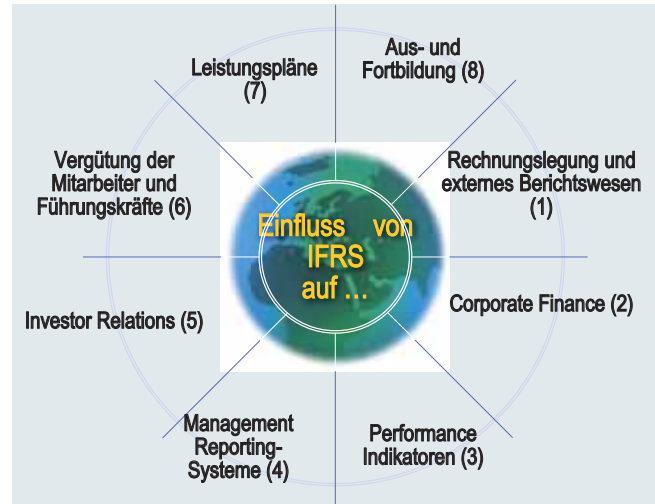 Einfluss von
IFRS
auf ...
Rechnungslegung und
externes Berichtswesen
(1)
Corporate Finance (2)
Performance
Indikatoren (3)
Management
Reporting-
Systeme (4)
Investor Relations (5)
Vergütung der
Mitarbeiter und
Führungskräfte (6)
Leistungspläne
(7)
Aus- und
Fortbildung (8)